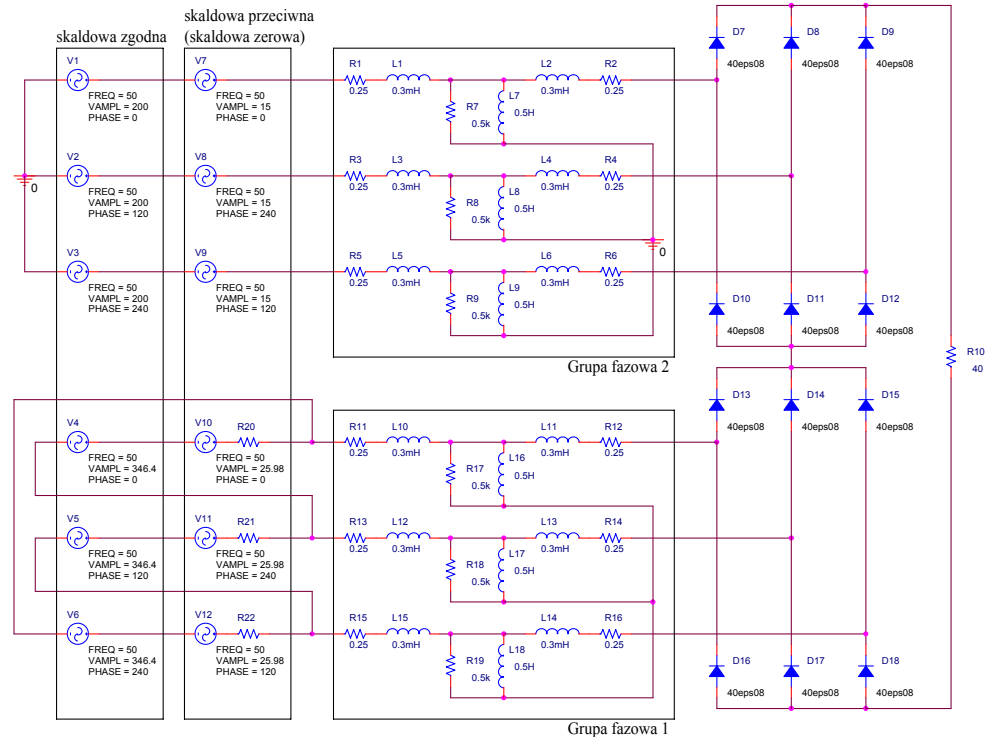 skaldowa zgodna
skaldowa przeciwna
(skaldowa zerowa)
V1
FREQ = 50
VAMPL = 200
PHASE = 0
V7
FREQ = 50
VAMPL = 15
PHASE = 0
R1
0.25
L1
0.3mH
R7
0.5k
L7
0.5H
L2
0.3mH
R2
0.25
V2
FREQ = 50
VAMPL = 200
PHASE = 120
V8
FREQ = 50
VAMPL = 15
PHASE = 240
R3
0.25
L3
0.3mH
R8
0.5k
L8
0.5H
L4
0.3mH
R4
0.25
0
0
V3
FREQ = 50
VAMPL = 200
PHASE = 240
V9
FREQ = 50
VAMPL = 15
PHASE = 120
R5
0.25
L5
0.3mH
R9
0.5k
L9
0.5H
L6
0.3mH
R6
0.25
Grupa fazowa 2
D7
40eps08
D8
40eps08
D9
40eps08
D10
40eps08
D11
40eps08
D12
40eps08
R10
40
D13
40eps08
D14
40eps08
D15
40eps08
V4
FREQ = 50
VAMPL = 346.4
PHASE = 0
V10
FREQ = 50
VAMPL = 25.98
PHASE = 0
R20
R11
0.25
L10
0.3mH
R17
0.5k
L16
0.5H
L11
0.3mH
R12
0.25
V5
FREQ = 50
VAMPL = 346.4
PHASE = 120
V11
FREQ = 50
VAMPL = 25.98
PHASE = 240
R21
R13
0.25
L12
0.3mH
R18
0.5k
L17
0.5H
L13
0.3mH
R14
0.25
V6
FREQ = 50
VAMPL = 346.4
PHASE = 240
V12
FREQ = 50
VAMPL = 25.98
PHASE = 120
R22
R15
0.25
L15
0.3mH
R19
0.5k
L18
0.5H
L14
0.3mH
R16
0.25
D16
40eps08
D17
40eps08
D18
40eps08
Grupa fazowa 1